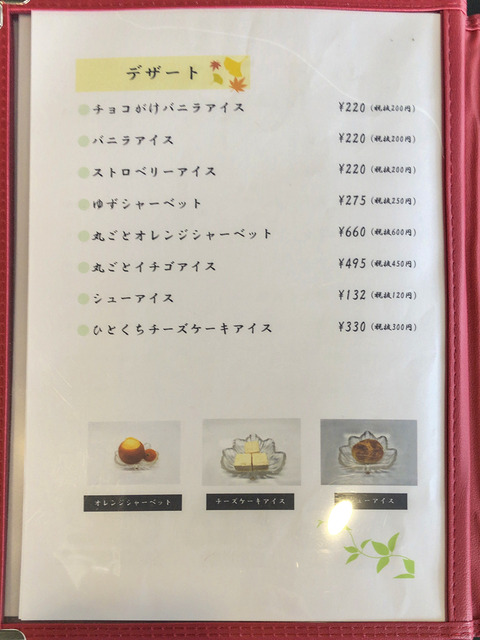 デザート
チョコがけバニラアイス ¥220 (税抜200円)
バニラアイス ¥220 (税抜200円)
ストロベリーアイス ¥220 (税抜200円)
ゆずシャーベット ¥275 (税抜250円)
丸ごとオレンジシャーベット ¥660 (税抜600円)
丸ごとイチゴアイス ¥495 (税抜450円)
シューアイス ¥132 (税抜120円)
ひとくちチーズケーキアイス ¥330 (税抜300円)
オレンジシャーベット チーズケーキアイス シューアイス